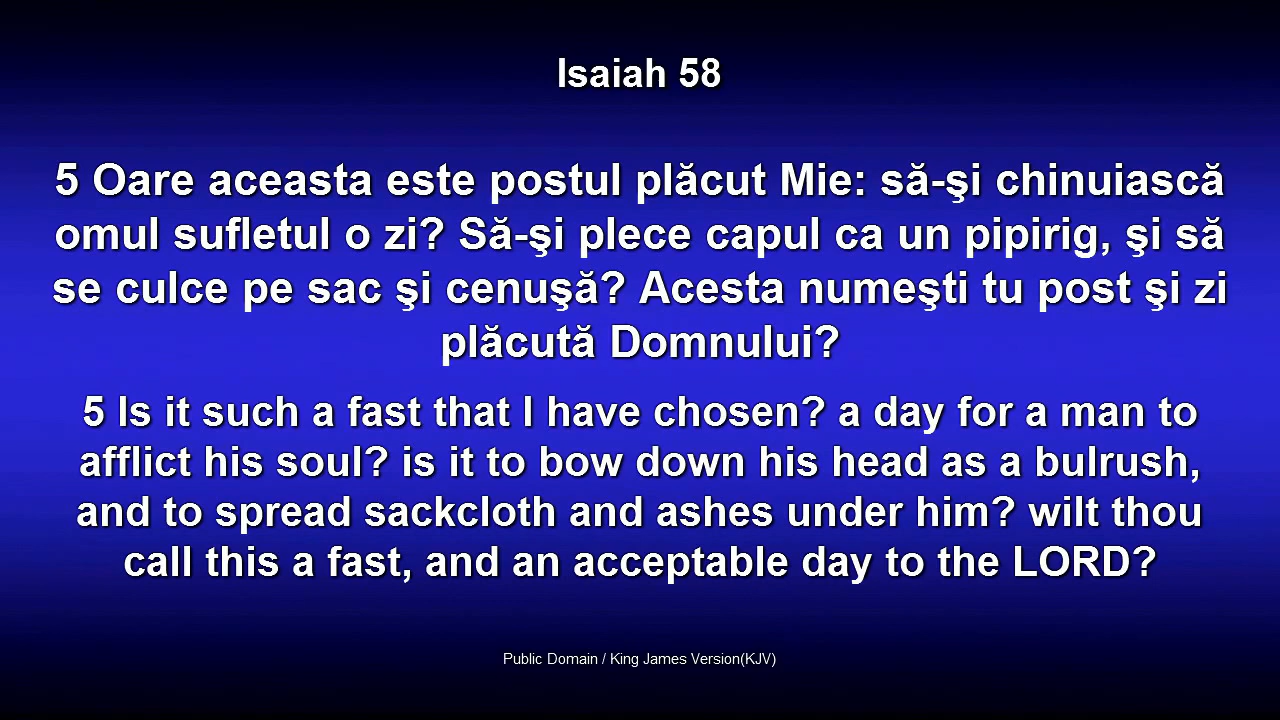 Isaiah 58
5 Oare aceasta este postul plăcut Mie: să-şi chinuiască
omul sufletul o zi? Să-şi plece capul ca un pipirig, şi să
se culce pe sac şi cenuşă? Acesta numeşti tu post şi zi
plăcută Domnului?
5 Is it such a fast that I have chosen? a day for a man to
afflict his soul? is it to bow down his head as a bulrush,
and to spread sackcloth and ashes under him? wilt thou
call this a fast, and an acceptable day to the LORD?
Public Domain / King James Version(KJV)